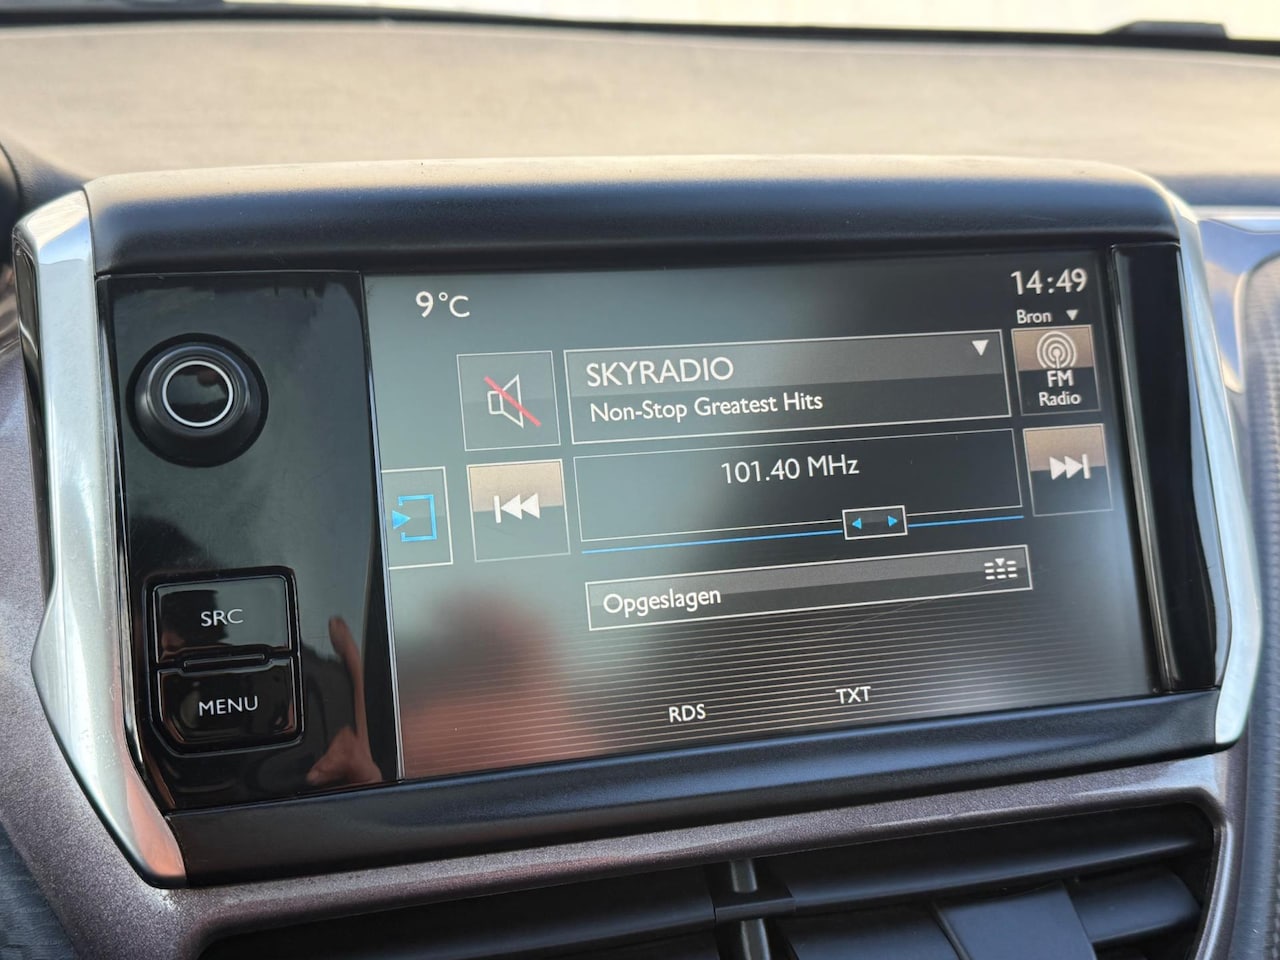 9°C
14:49
Bron
SKYRADIO
Non-Stop Greatest Hits
FM
Radio
101.40 MHz
Opgeslagen
SRC
MENU
RDS
TXT